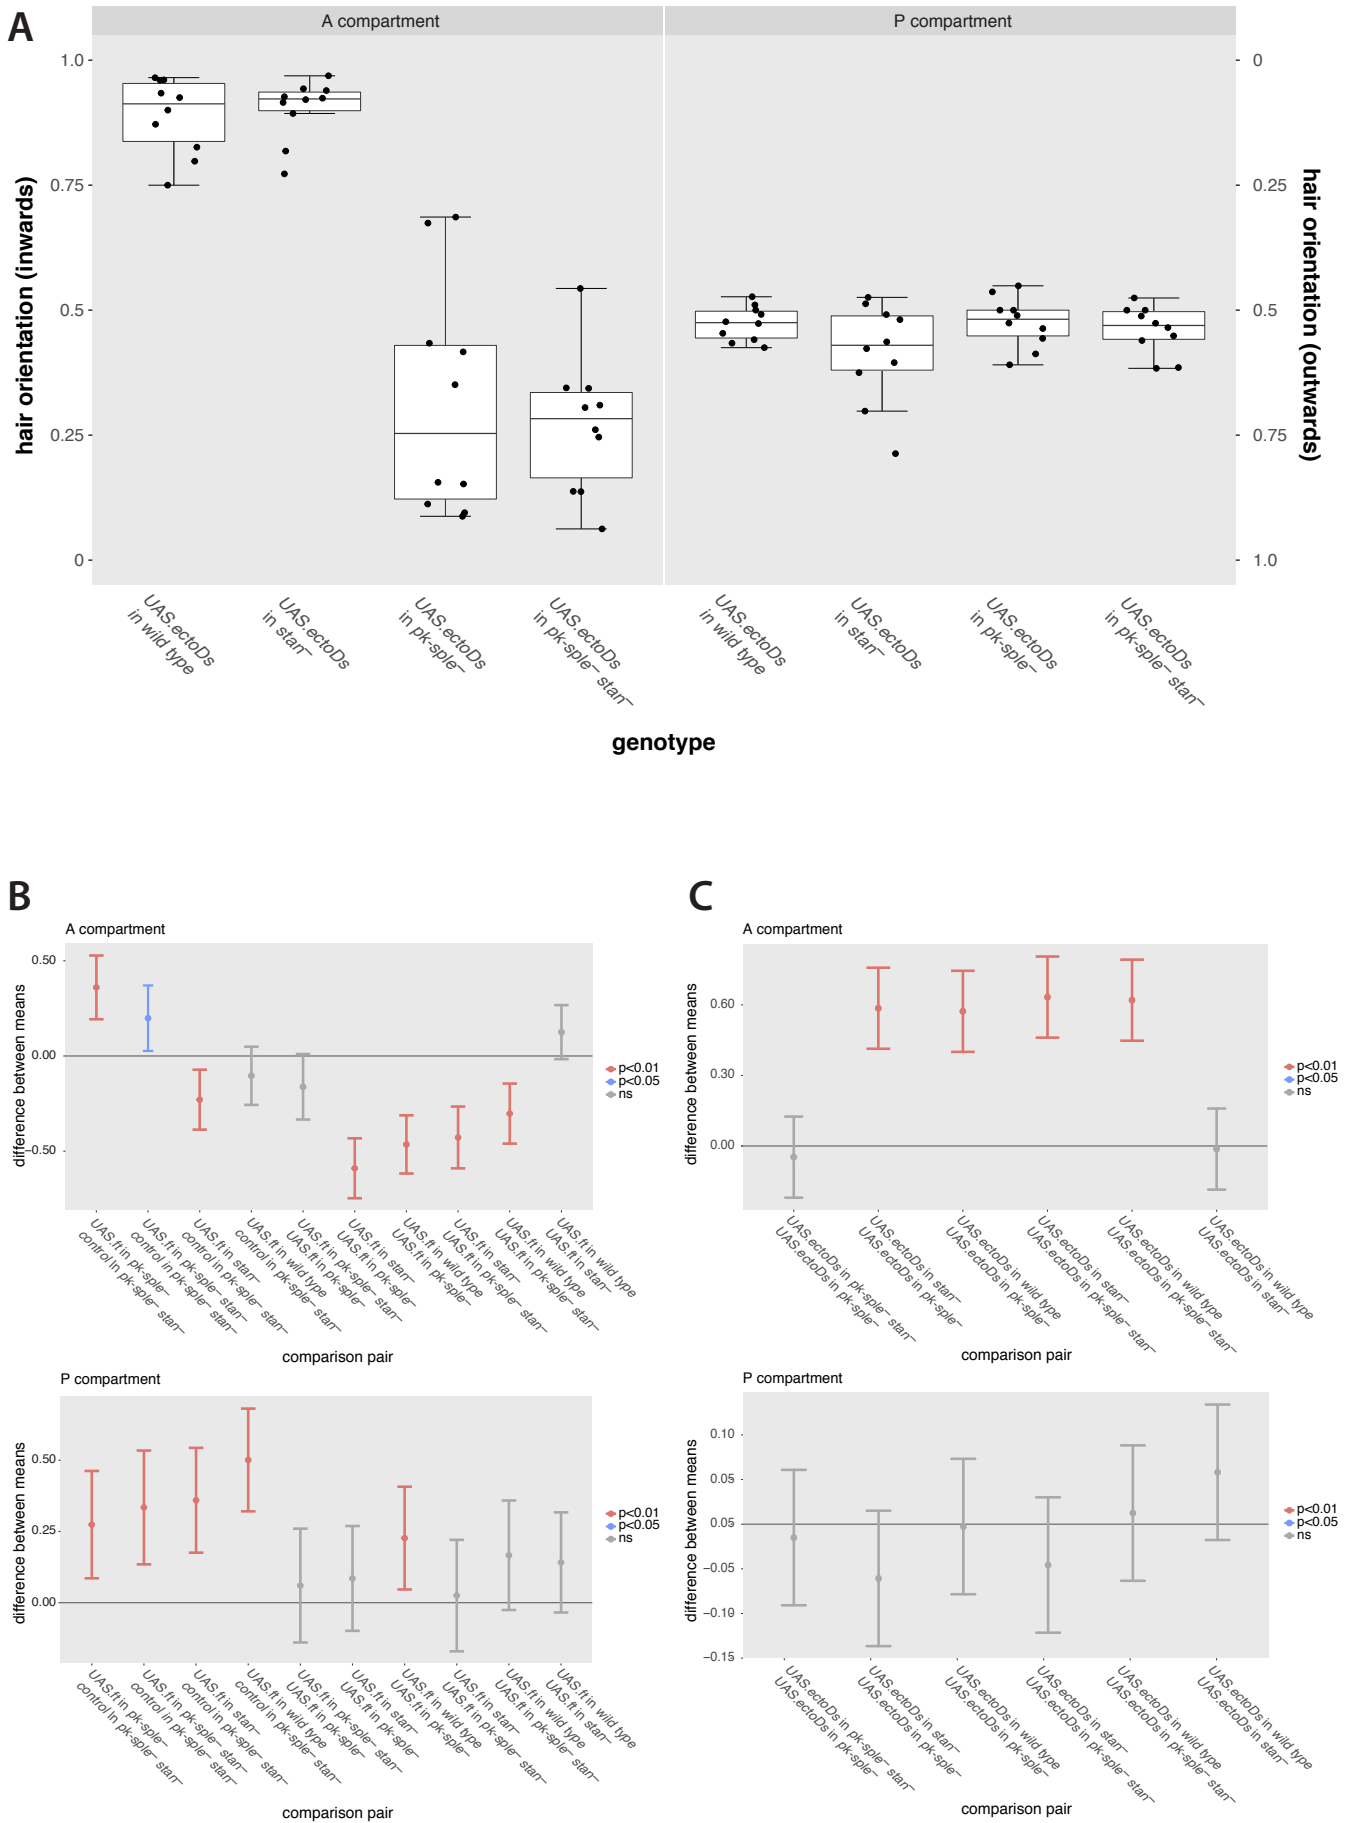 A
A compartment
P compartment
hair orientation (inwards)
1.0
0.75
0.5
0.25
0
0
0.25
0.5
0.75
1.0
hair orientation (outwards)
UAS.ectoDs
in wild type
UAS.ectoDs
in stan–
UAS.ectoDs
in pk-sple–
UAS.ectoDs
in pk-sple– stan–
UAS.ectoDs
in wild type
UAS.ectoDs
in stan–
UAS.ectoDs
in pk-sple–
UAS.ectoDs
in pk-sple– stan–
genotype
B
A compartment
difference between means
0.50
0.00
−0.50
p<0.01
p<0.05
ns
UAS.ft in pk-sple–
control in pk-sple– stan–
UAS.ft in pk-sple– stan–
control in pk-sple– stan–
UAS.ft in stan–
control in pk-sple– stan–
UAS.ft in wild type
control in pk-sple– stan–
UAS.ft in pk-sple– stan–
UAS.ft in pk-sple–
UAS.ft in stan–
UAS.ft in pk-sple–
UAS.ft in wild type
UAS.ft in pk-sple–
UAS.ft in stan–
UAS.ft in pk-sple– stan–
UAS.ft in wild type
UAS.ft in pk-sple– stan–
UAS.ft in wild type
UAS.ft in stan–
comparison pair
P compartment
difference between means
0.50
0.25
0.00
p<0.01
p<0.05
ns
UAS.ft in pk-sple–
control in pk-sple– stan–
UAS.ft in pk-sple– stan–
control in pk-sple– stan–
UAS.ft in stan–
control in pk-sple– stan–
UAS.ft in wild type
control in pk-sple– stan–
UAS.ft in pk-sple– stan–
UAS.ft in pk-sple–
UAS.ft in stan–
UAS.ft in pk-sple–
UAS.ft in wild type
UAS.ft in pk-sple–
UAS.ft in stan–
UAS.ft in pk-sple– stan–
UAS.ft in wild type
UAS.ft in pk-sple– stan–
UAS.ft in wild type
UAS.ft in stan–
comparison pair
C
A compartment
difference between means
0.60
0.30
0.00
p<0.01
p<0.05
ns
UAS.ectoDs in pk-sple– stan–
UAS.ectoDs in pk-sple–
UAS.ectoDs in stan–
UAS.ectoDs in pk-sple–
UAS.ectoDs in wild type
UAS.ectoDs in pk-sple–
UAS.ectoDs in stan–
UAS.ectoDs in pk-sple– stan–
UAS.ectoDs in wild type
UAS.ectoDs in pk-sple– stan–
UAS.ectoDs in wild type
UAS.ectoDs in stan–
comparison pair
P compartment
difference between means
0.10
0.05
0.05
−0.05
−0.10
−0.15
p<0.01
p<0.05
ns
UAS.ectoDs in pk-sple– stan–
UAS.ectoDs in pk-sple–
UAS.ectoDs in stan–
UAS.ectoDs in pk-sple–
UAS.ectoDs in wild type
UAS.ectoDs in pk-sple–
UAS.ectoDs in stan–
UAS.ectoDs in pk-sple– stan–
UAS.ectoDs in wild type
UAS.ectoDs in pk-sple– stan–
UAS.ectoDs in wild type
UAS.ectoDs in stan–
comparison pair